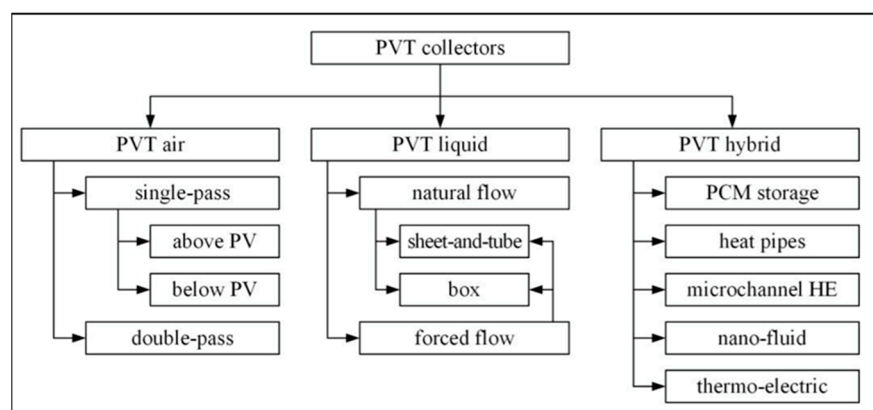 PVT collectors
PVT air
PVT liquid
PVT hybrid
single-pass
above PV
below PV
double-pass
natural flow
sheet-and-tube
box
forced flow
PCM storage
heat pipes
microchannel HE
nano-fluid
thermo-electric